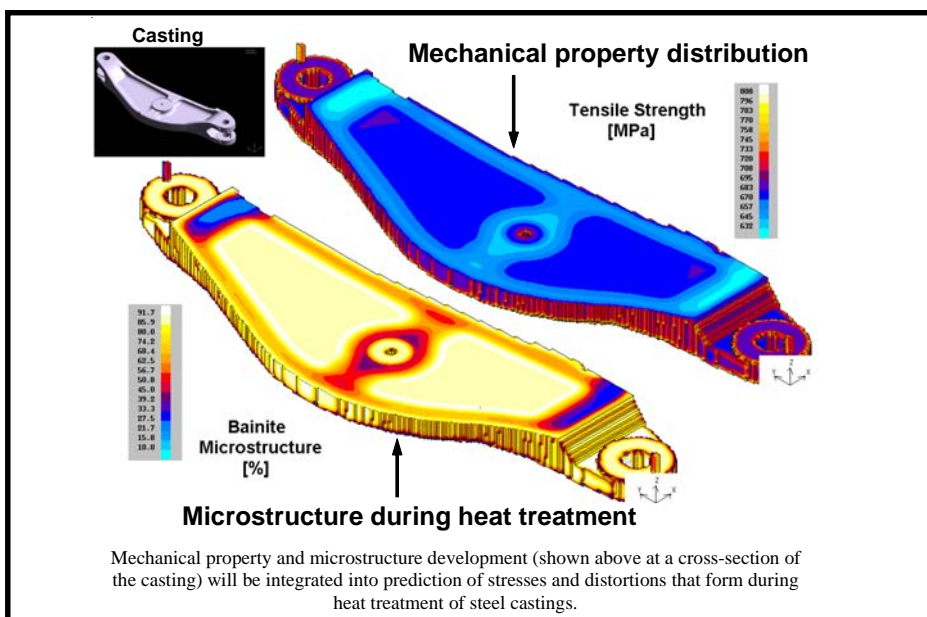 Casting
Mechanical property distribution
Tensile Strength
[MPa]
808
796
783
770
758
745
733
720
708
695
683
670
657
645
632
91.7
85.9
80.0
74.2
68.4
62.5
56.7
50.8
45.0
39.2
33.3
27.5
21.7
15.8
10.0
Bainite
Microstructure
[%]
Z
Y X
Z
Y X
Microstructure during heat treatment
Mechanical property and microstructure development (shown above at a cross-section of
the casting) will be integrated into prediction of stresses and distortions that form during
heat treatment of steel castings.